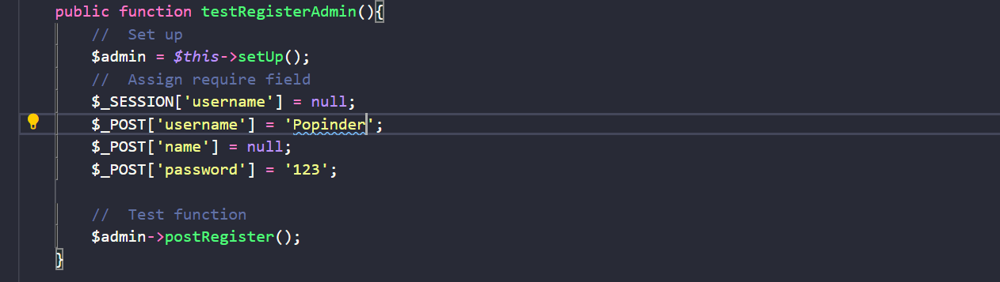 public function testRegisterAdmin(){
// Set up
$admin = $this->setUp();
// Assign require field
$_SESSION['username'] = null;
$_POST['username'] = 'Popinder';
$_POST['name'] = null;
$_POST['password'] = '123';
// Test function
$admin->postRegister();
}